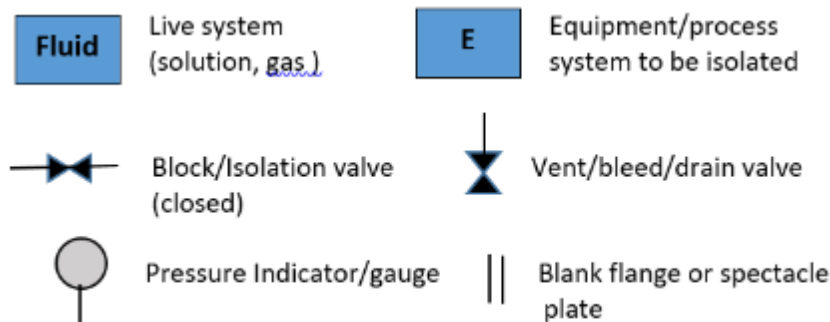 Fluid
Live system
(solution, gas )
E
Equipment/process
system to be isolated
Block/Isolation valve
(closed)
Vent/bleed/drain valve
Pressure Indicator/gauge
Blank flange or spectacle
plate